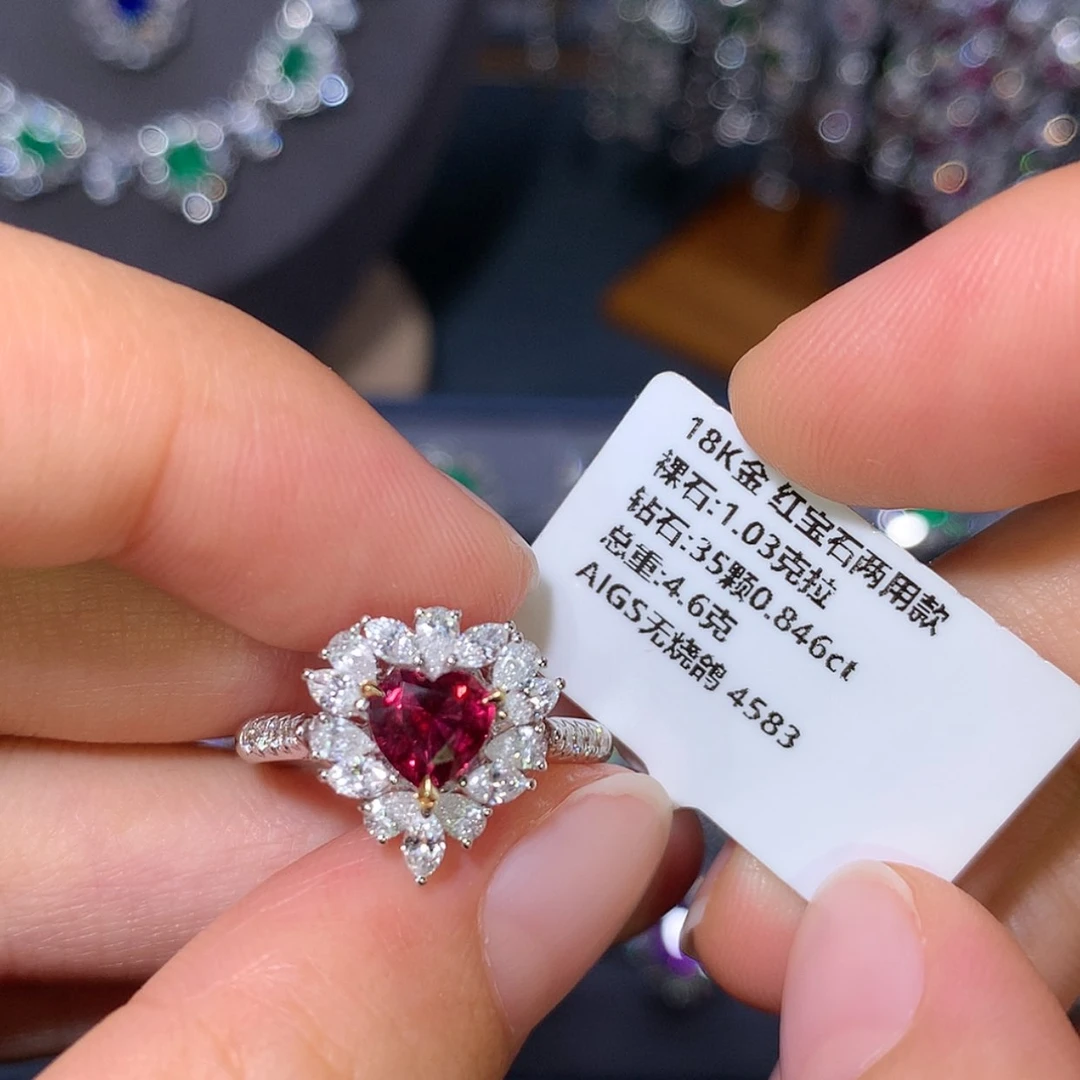 18K金 红宝石两用款
裸石:1.03克拉
钻石:35颗0.846ct
总重:4.6克
AIGS无烧鸽 4583